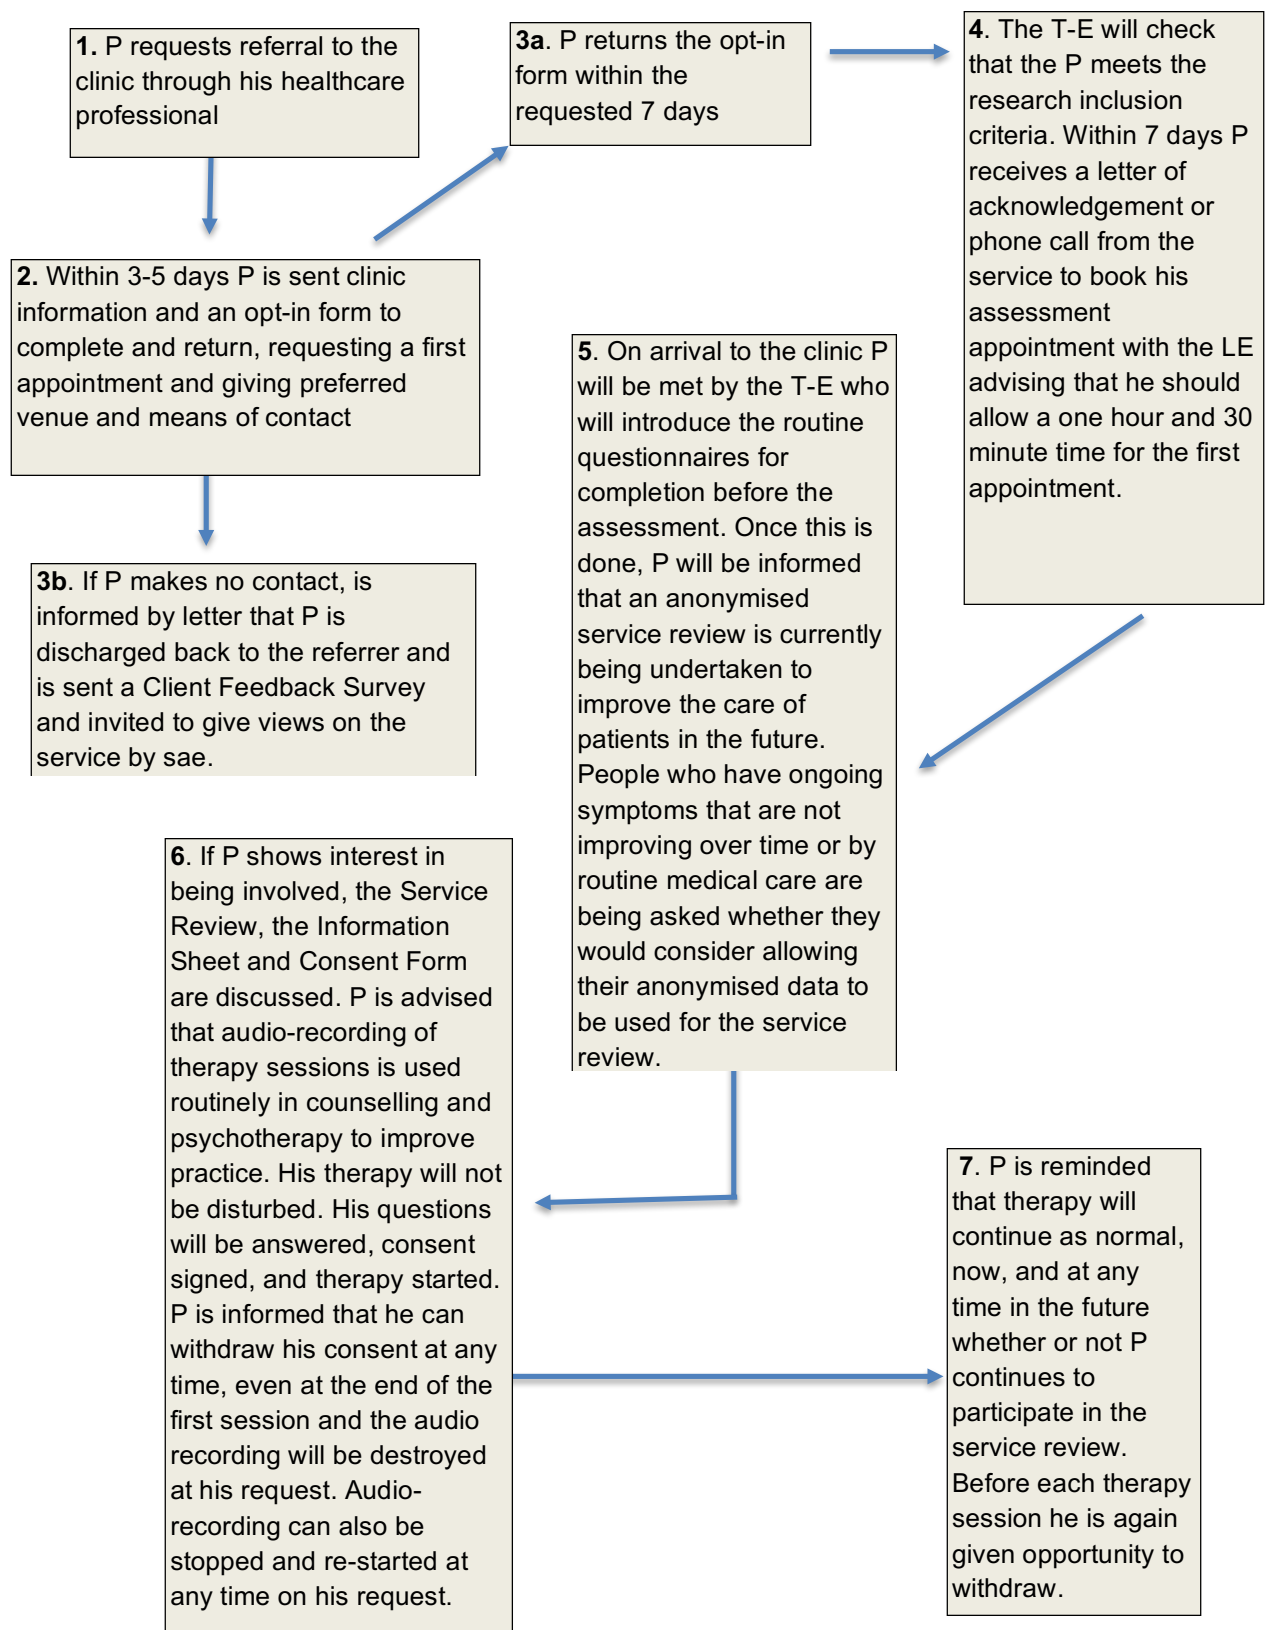 1. P requests referral to the
clinic through his healthcare
professional
2. Within 3-5 days P is sent clinic
information and an opt-in form to
complete and return, requesting a first
appointment and giving preferred
venue and means of contact
3a. P returns the opt-in
form within the
requested 7 days
3b. If P makes no contact, is
informed by letter that P is
discharged back to the referrer and
is sent a Client Feedback Survey
and invited to give views on the
service by sae.
4. The T-E will check
that the P meets the
research inclusion
criteria. Within 7 days P
receives a letter of
acknowledgement or
phone call from the
service to book his
assessment
appointment with the LE
advising that he should
allow a one hour and 30
minute time for the first
appointment.
5. On arrival to the clinic P
will be met by the T-E who
will introduce the routine
questionnaires for
completion before the
assessment. Once this is
done, P will be informed
that an anonymised
service review is currently
being undertaken to
improve the care of
patients in the future.
People who have ongoing
symptoms that are not
improving over time or by
routine medical care are
being asked whether they
would consider allowing
their anonymised data to
be used for the service
review.
6. If P shows interest in
being involved, the Service
Review, the Information
Sheet and Consent Form
are discussed. P is advised
that audio-recording of
therapy sessions is used
routinely in counselling and
psychotherapy to improve
practice. His therapy will not
be disturbed. His questions
will be answered, consent
signed, and therapy started.
P is informed that he can
withdraw his consent at any
time, even at the end of the
first session and the audio
recording will be destroyed
at his request. Audio-
recording can also be
stopped and re-started at
any time on his request.
7. P is reminded
that therapy will
continue as normal,
now, and at any
time in the future
whether or not P
continues to
participate in the
service review.
Before each therapy
session he is again
given opportunity to
withdraw.